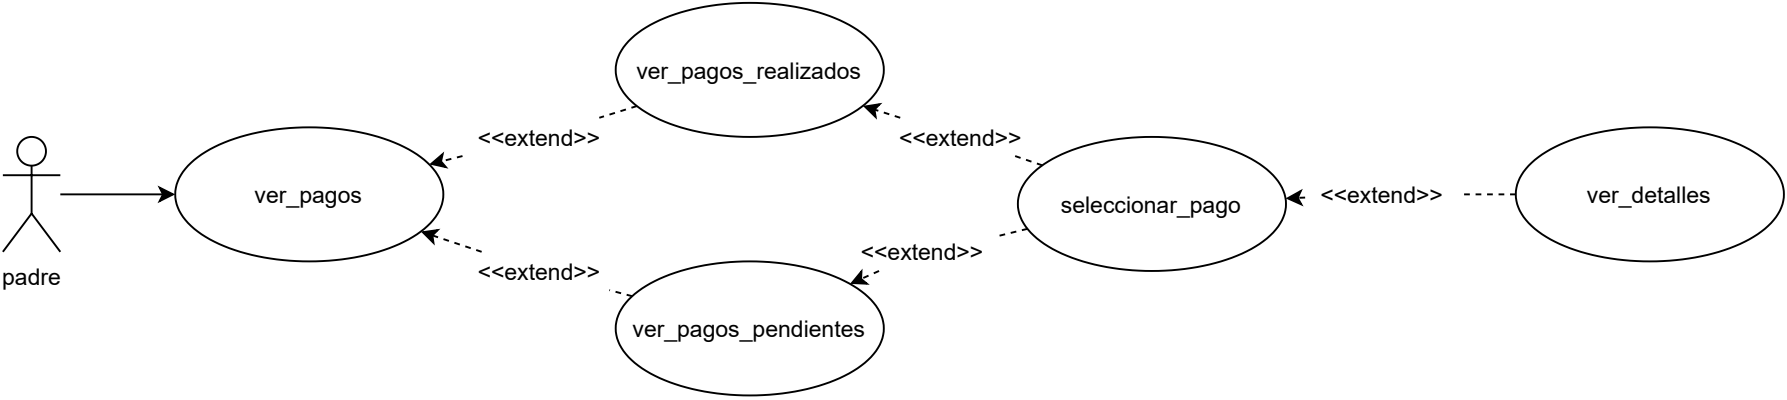 ver_pagos_realizados
<<extend>>
<<extend>>
padre
ver_pagos
seleccionar_pago
<<extend>>
ver_detalles
<<extend>>
<<extend>>
ver_pagos_pendientes